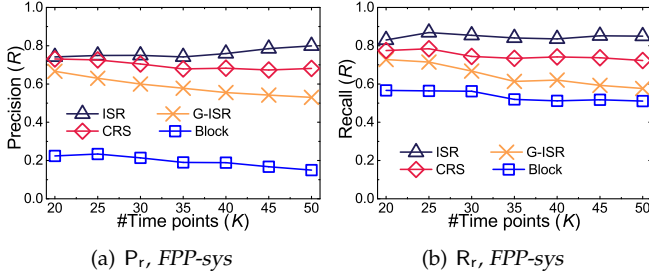 Precision (R)
1.0
0.8
0.6
0.4
0.2
0.0
ISR
G-ISR
CRS
Block
20 25 30 35 40 45 50
#Time points (K)
(a) Pr, FPP-sys
Recall (R)
1.0
0.8
0.6
0.4
0.2
0.0
ISR
G-ISR
CRS
Block
20 25 30 35 40 45 50
#Time points (K)
(b) Rr, FPP-sys